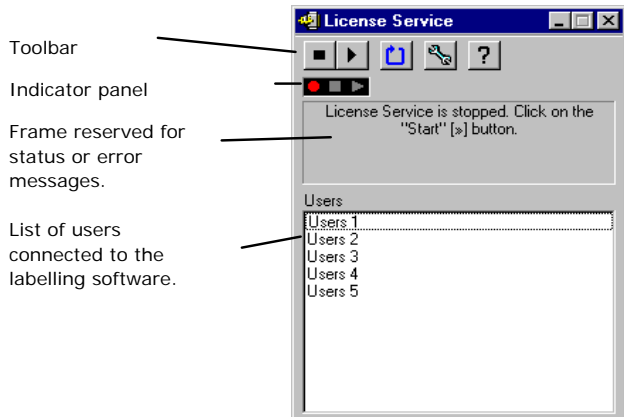 License Service
?
Toolbar
Indicator panel
License Service is stopped. Click on the
"Start" [»] button.
Frame reserved for
status or error
messages.
Users
Users 1
Users 2
Users 3
Users 4
Users 5
List of users
connected to the
labelling software.